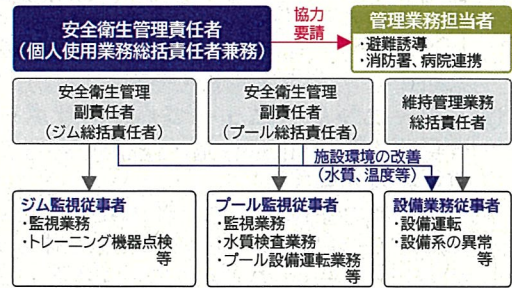 安全衛生管理責任者
(個人使用業務総括責任者兼務)
協力
要請
管理業務担当者
・避難誘導
・消防署、病院連携
安全衛生管理
副責任者
(ジム総括責任者)
安全衛生管理
副責任者
(プール総括責任者)
維持管理業務
総括責任者
施設環境の改善
(水質、温度等)
ジム監視従事者
・監視業務
・トレーニング機器点検
等
プール監視従事者
・監視業務
・水質検査業務
・プール設備運転業務
等
設備業務従事者
・設備運転
・設備系の異常
等